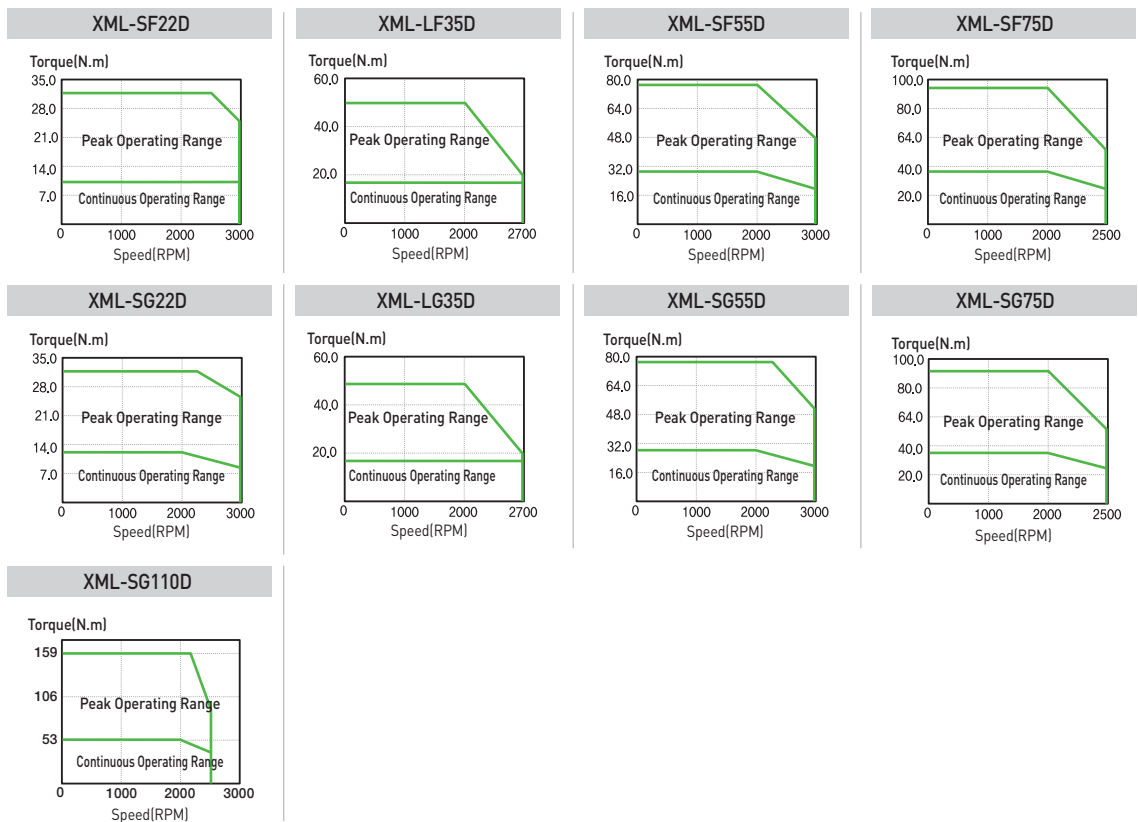 XML-SF22D
Torque(N.m)
35.0
28.0
21.0
14.0
7.0
Peak Operating Range
Continuous Operating Range
0 1000 2000 3000
Speed(RPM)
XML-LF35D
Torque(N.m)
60.0
40.0
20.0
Peak Operating Range
Continuous Operating Range
0 1000 2000 2700
Speed(RPM)
XML-SF55D
Torque(N.m)
80.0
64.0
48.0
32.0
16.0
Peak Operating Range
Continuous Operating Range
0 1000 2000 3000
Speed(RPM)
XML-SF75D
Torque(N.m)
100.0
80.0
64.0
40.0
20.0
Peak Operating Range
Continuous Operating Range
0 1000 2000 2500
Speed(RPM)
XML-SG22D
Torque(N.m)
35.0
28.0
21.0
14.0
7.0
Peak Operating Range
Continuous Operating Range
0 1000 2000 3000
Speed(RPM)
XML-LG35D
Torque(N.m)
60.0
40.0
20.0
Peak Operating Range
Continuous Operating Range
0 1000 2000 2700
Speed(RPM)
XML-SG55D
Torque(N.m)
80.0
64.0
48.0
32.0
16.0
Peak Operating Range
Continuous Operating Range
0 1000 2000 3000
Speed(RPM)
XML-SG75D
Torque(N.m)
100.0
80.0
64.0
40.0
20.0
Peak Operating Range
Continuous Operating Range
0 1000 2000 2500
Speed(RPM)
XML-SG110D
Torque(N.m)
159
106
53
Peak Operating Range
Continuous Operating Range
0 1000 2000 3000
Speed(RPM)